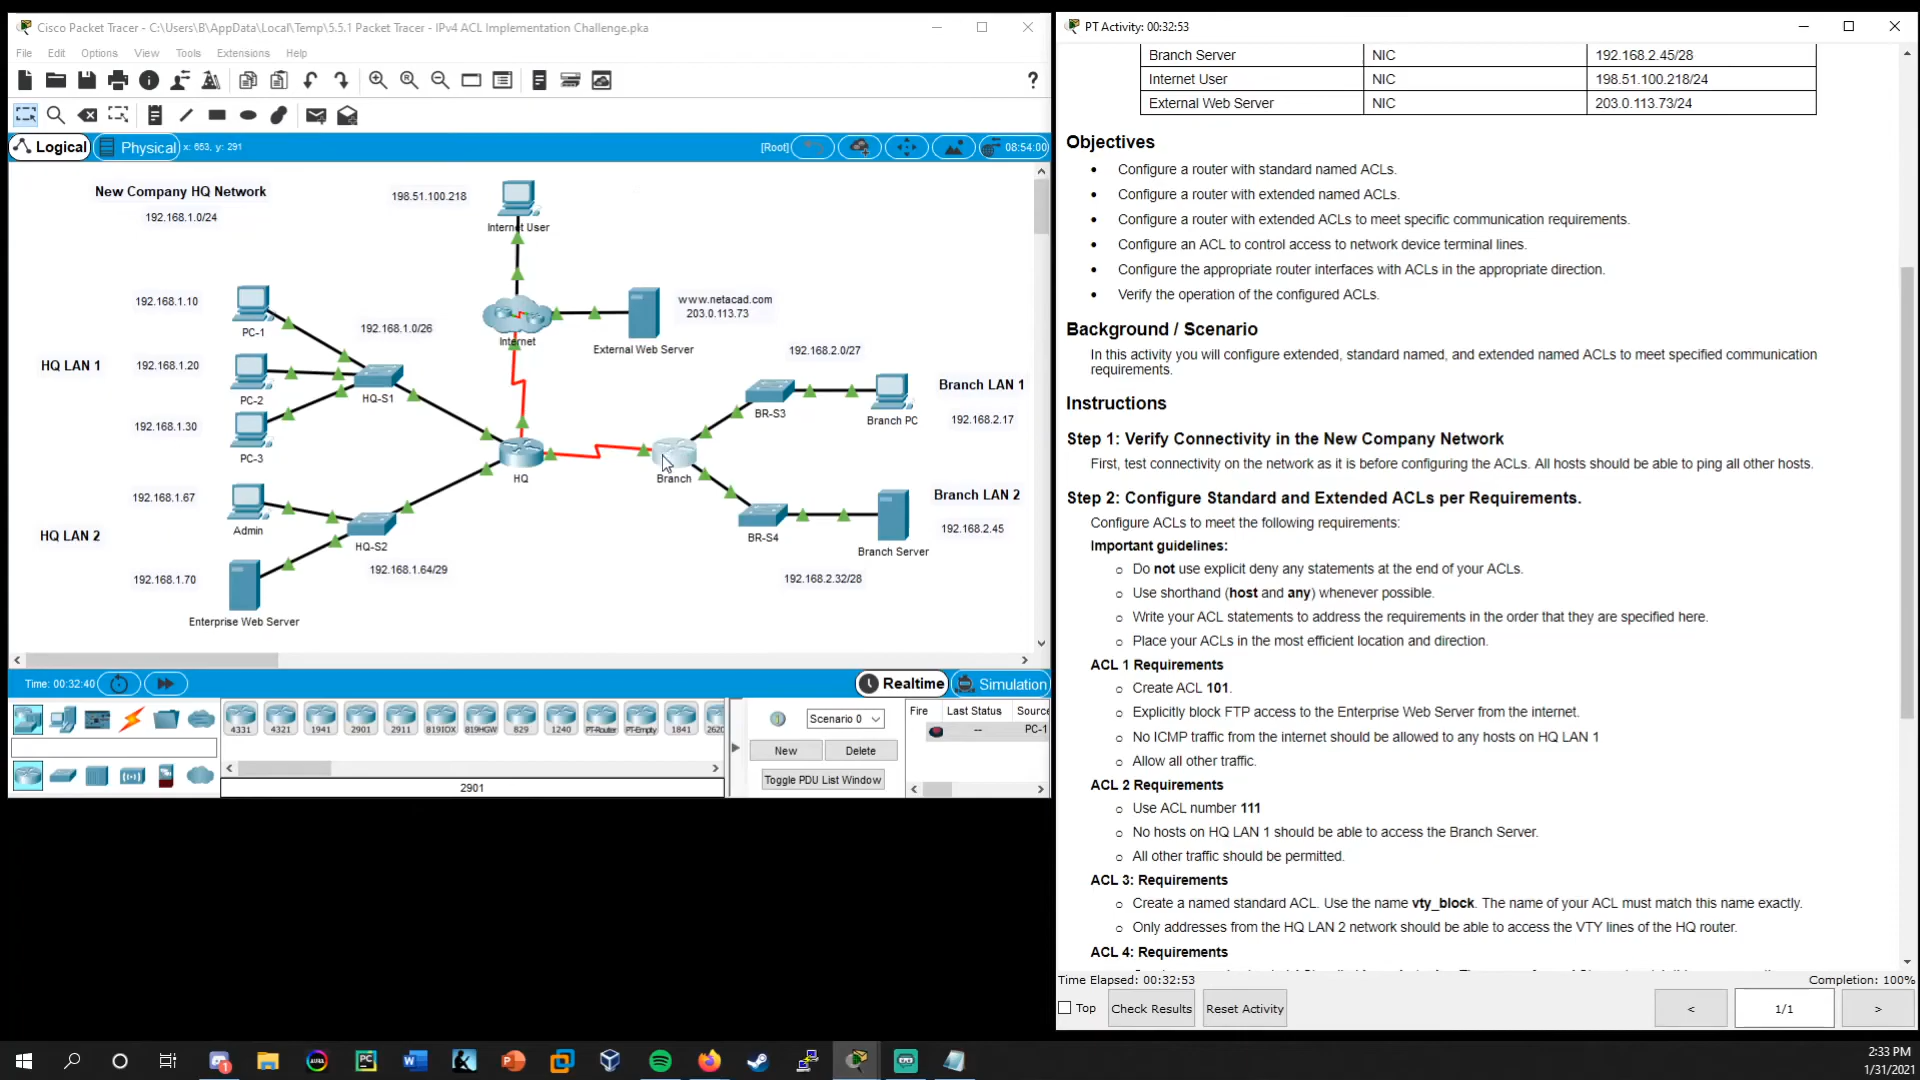 Cisco Packet Tracer - C:\Users\B\AppData\Local\Temp\5.5.1 Packet Tracer - IPv4 ACL Implementation Challenge.pka
File Edit Options View Tools Extensions Help
Logical Physical x: 653, y: 291 [Root] 08:54:00
New Company HQ Network
192.168.1.0/24
198.51.100.218
Internet User
192.168.1.10
PC-1
192.168.1.0/26
www.netacad.com
203.0.113.73
Internet
External Web Server
HQ LAN 1
192.168.1.20
PC-2
HQ-S1
192.168.2.0/27
BR-S3
Branch PC
Branch LAN 1
192.168.2.17
192.168.1.30
PC-3
HQ
Branch
192.168.1.67
Admin
HQ LAN 2
HQ-S2
192.168.1.64/29
192.168.1.70
Enterprise Web Server
BR-S4
Branch Server
Branch LAN 2
192.168.2.45
192.168.2.32/28
Time: 00:32:40 Realtime Simulation
4331 4321 1941 2901 2911 819IOX 819HGW 829 1240 PT-Router PT-Empty 1841 2620
2901
Scenario 0
New Delete
Toggle PDU List Window
Fire Last Status Source
-- PC-1
PT Activity: 00:32:53
Branch Server NIC 192.168.2.45/28
Internet User NIC 198.51.100.218/24
External Web Server NIC 203.0.113.73/24
Objectives
• Configure a router with standard named ACLs.
• Configure a router with extended named ACLs.
• Configure a router with extended ACLs to meet specific communication requirements.
• Configure an ACL to control access to network device terminal lines.
• Configure the appropriate router interfaces with ACLs in the appropriate direction.
• Verify the operation of the configured ACLs.
Background / Scenario
In this activity you will configure extended, standard named, and extended named ACLs to meet specified communication
requirements.
Instructions
Step 1: Verify Connectivity in the New Company Network
First, test connectivity on the network as it is before configuring the ACLs. All hosts should be able to ping all other hosts.
Step 2: Configure Standard and Extended ACLs per Requirements.
Configure ACLs to meet the following requirements:
Important guidelines:
o Do not use explicit deny any statements at the end of your ACLs.
o Use shorthand (host and any) whenever possible.
o Write your ACL statements to address the requirements in the order that they are specified here.
o Place your ACLs in the most efficient location and direction.
ACL 1 Requirements
o Create ACL 101.
o Explicitly block FTP access to the Enterprise Web Server from the internet.
o No ICMP traffic from the internet should be allowed to any hosts on HQ LAN 1
o Allow all other traffic.
ACL 2 Requirements
o Use ACL number 111
o No hosts on HQ LAN 1 should be able to access the Branch Server.
o All other traffic should be permitted.
ACL 3: Requirements
o Create a named standard ACL. Use the name vty_block. The name of your ACL must match this name exactly.
o Only addresses from the HQ LAN 2 network should be able to access the VTY lines of the HQ router.
ACL 4: Requirements
Time Elapsed: 00:32:53 Completion: 100%
Top Check Results Reset Activity < 1/1 >
2:33 PM
1/31/2021